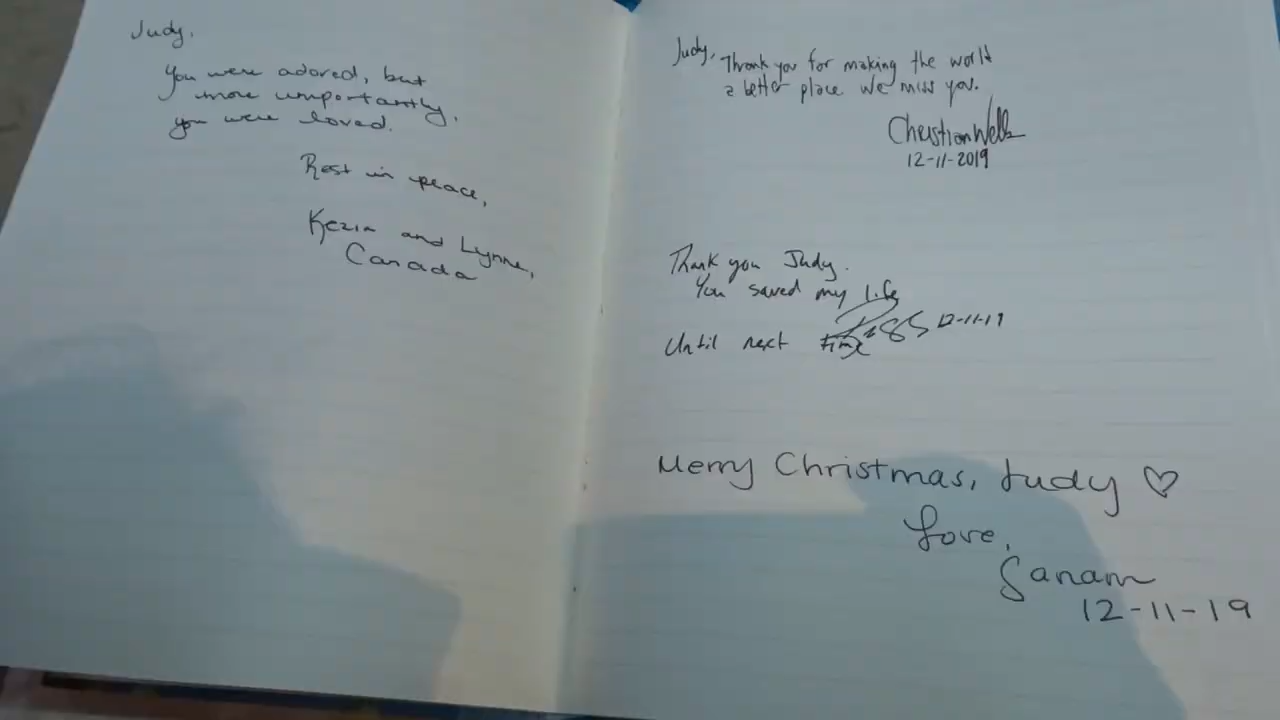 Judy,
You were adored, but
more importantly,
you were loved.
Rest in peace,
Kezia and Lynne,
Canada
Judy, Thank you for making the world
a better place we miss you.
Christian Wells
12-11-2019
Thank you Judy.
You saved my life
12-11-19
Until next time
Merry Christmas, Judy ♡
Love,
Sanam
12-11-19